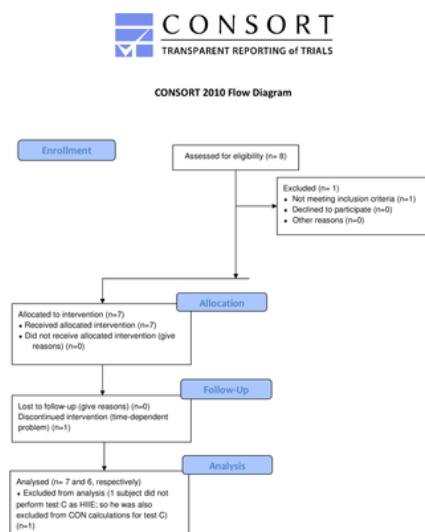 CONSORT
TRANSPARENT REPORTING of TRIALS
CONSORT 2010 Flow Diagram
Enrollment
Assessed for eligibility (n= 8)
Excluded (n= 1)
♦ Not meeting inclusion criteria (n=1)
♦ Declined to participate (n=0)
♦ Other reasons (n=0)
Allocation
Allocated to intervention (n=7)
♦ Received allocated intervention (n=7)
♦ Did not receive allocated intervention (give
reasons) (n=0)
Follow-Up
Lost to follow-up (give reasons) (n=0)
Discontinued intervention (time-dependent
problem) (n=1)
Analysis
Analysed (n= 7 and 6, respectively)
♦ Excluded from analysis (1 subject did not
perform test C as HIIE; so he was also
excluded from CON calculations for test C)
(n=1)